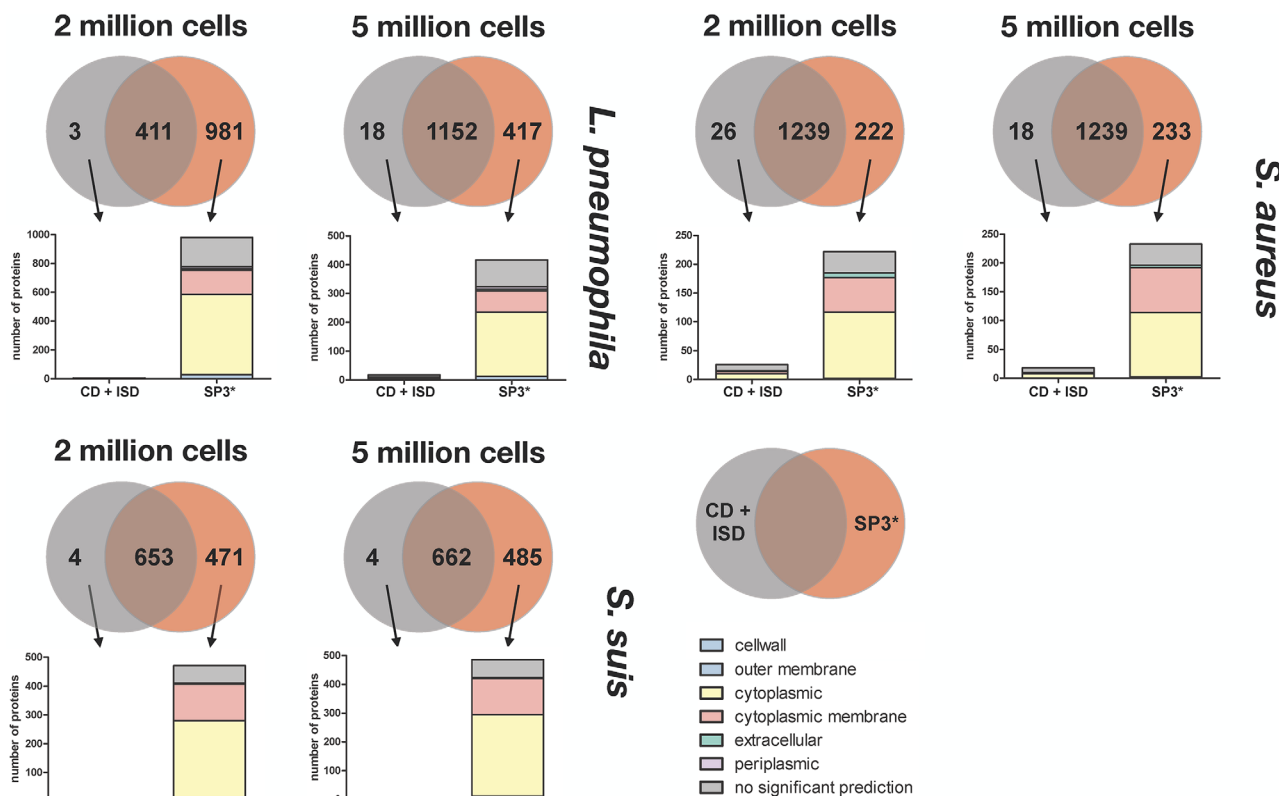 2 million cells
5 million cells
2 million cells
5 million cells
3
411
981
18
1152
417
26
1239
222
18
1239
233
L. pneumophila
S. aureus
number of proteins
1000
800
600
400
200
0
CD + ISD
SP3*
number of proteins
500
400
300
200
100
0
CD + ISD
SP3*
number of proteins
250
200
150
100
50
0
CD + ISD
SP3*
number of proteins
250
200
150
100
50
0
CD + ISD
SP3*
2 million cells
5 million cells
4
653
471
4
662
485
S. suis
CD +
ISD
SP3*
number of proteins
500
400
300
200
100
number of proteins
500
400
300
200
100
cellwall
outer membrane
cytoplasmic
cytoplasmic membrane
extracellular
periplasmic
no significant prediction